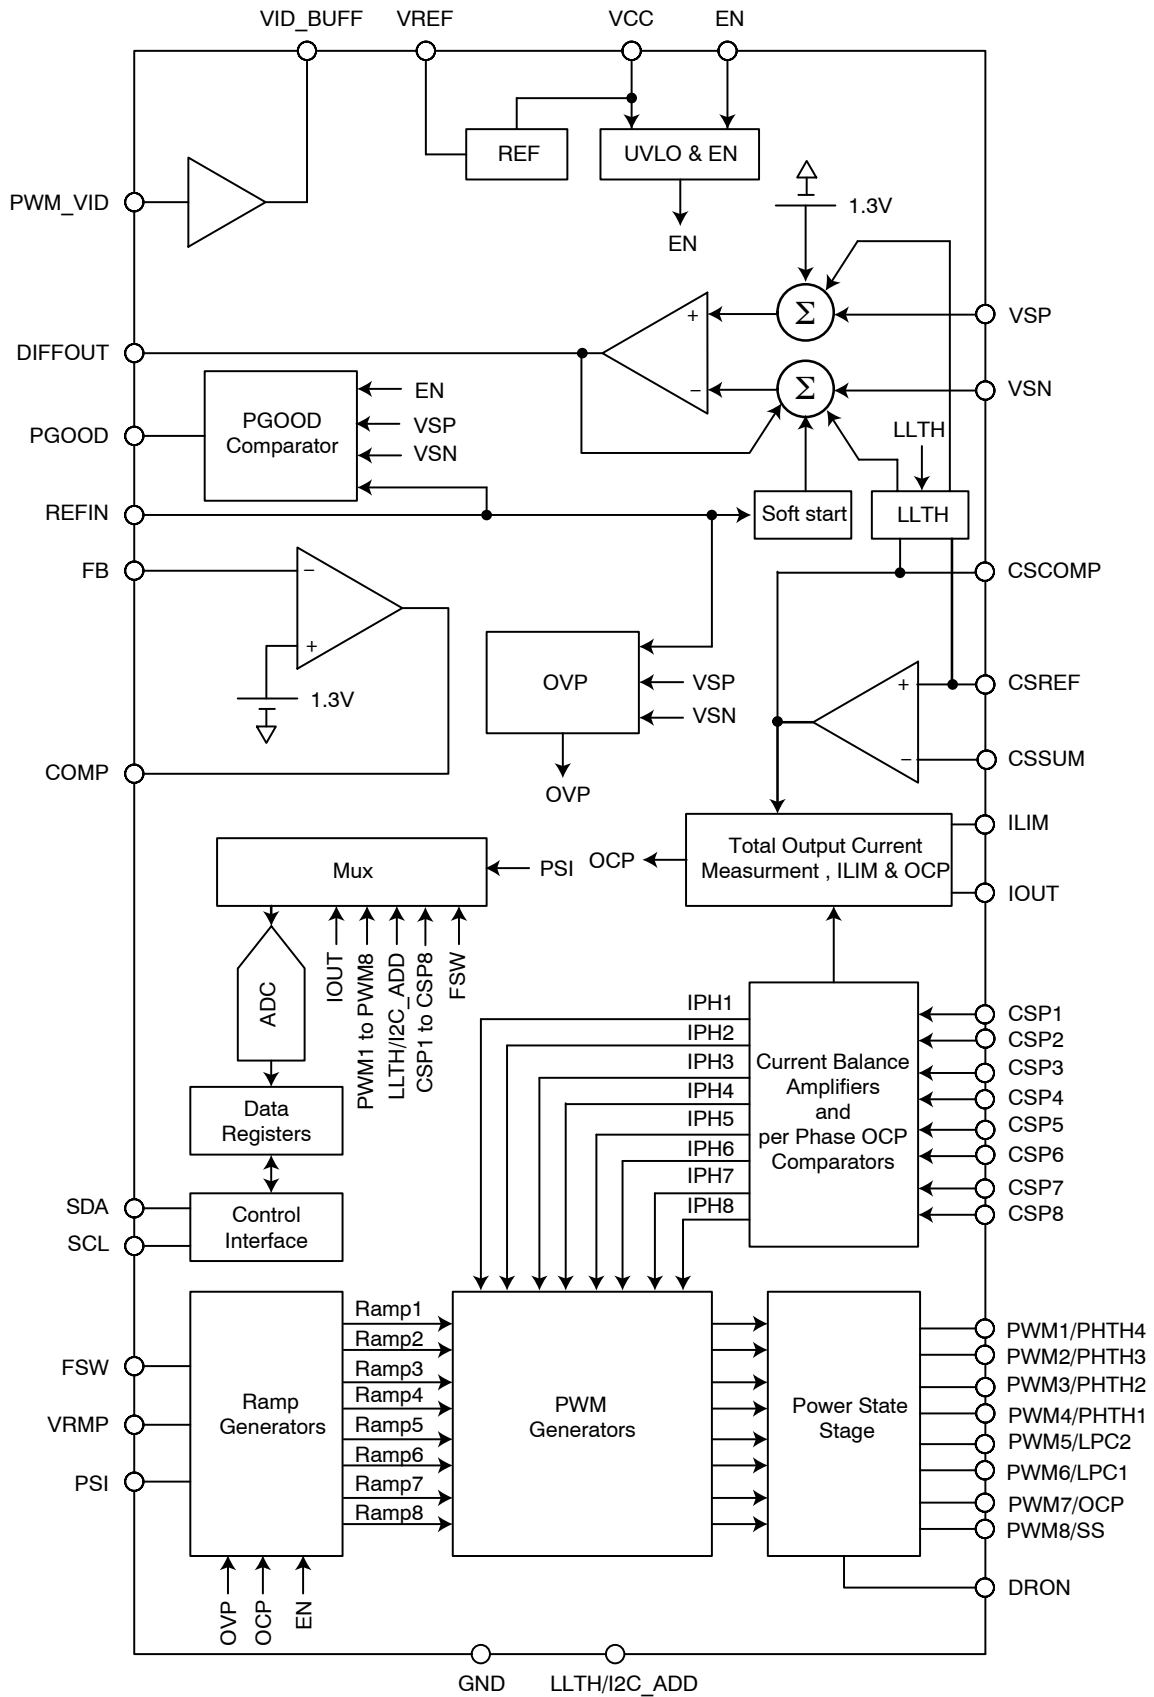 VID_BUFF
VREF
VCC
EN
REF
UVLO & EN
EN
1.3V
PWM_VID
Σ
VSP
+
DIFFOUT
−
Σ
VSN
PGOOD
Comparator
EN
VSP
VSN
PGOOD
LLTH
REFIN
Soft start
LLTH
FB
−
+
1.3V
CSCOMP
OVP
VSP
VSN
OVP
+
−
CSREF
CSSUM
COMP
ILIM
Total Output Current
Measurment , ILIM & OCP
OCP
IOUT
Mux
PSI
IOUT
PWM1 to PWM8
LLTH/I2C_ADD
CSP1 to CSP8
FSW
ADC
Data
Registers
Control
Interface
SDA
SCL
IPH1
IPH2
IPH3
IPH4
IPH5
IPH6
IPH7
IPH8
Current Balance
Amplifiers
and
per Phase OCP
Comparators
CSP1
CSP2
CSP3
CSP4
CSP5
CSP6
CSP7
CSP8
FSW
VRMP
PSI
Ramp
Generators
Ramp1
Ramp2
Ramp3
Ramp4
Ramp5
Ramp6
Ramp7
Ramp8
PWM
Generators
Power State
Stage
PWM1/PHTH4
PWM2/PHTH3
PWM3/PHTH2
PWM4/PHTH1
PWM5/LPC2
PWM6/LPC1
PWM7/OCP
PWM8/SS
DRON
OVP
OCP
EN
GND
LLTH/I2C_ADD